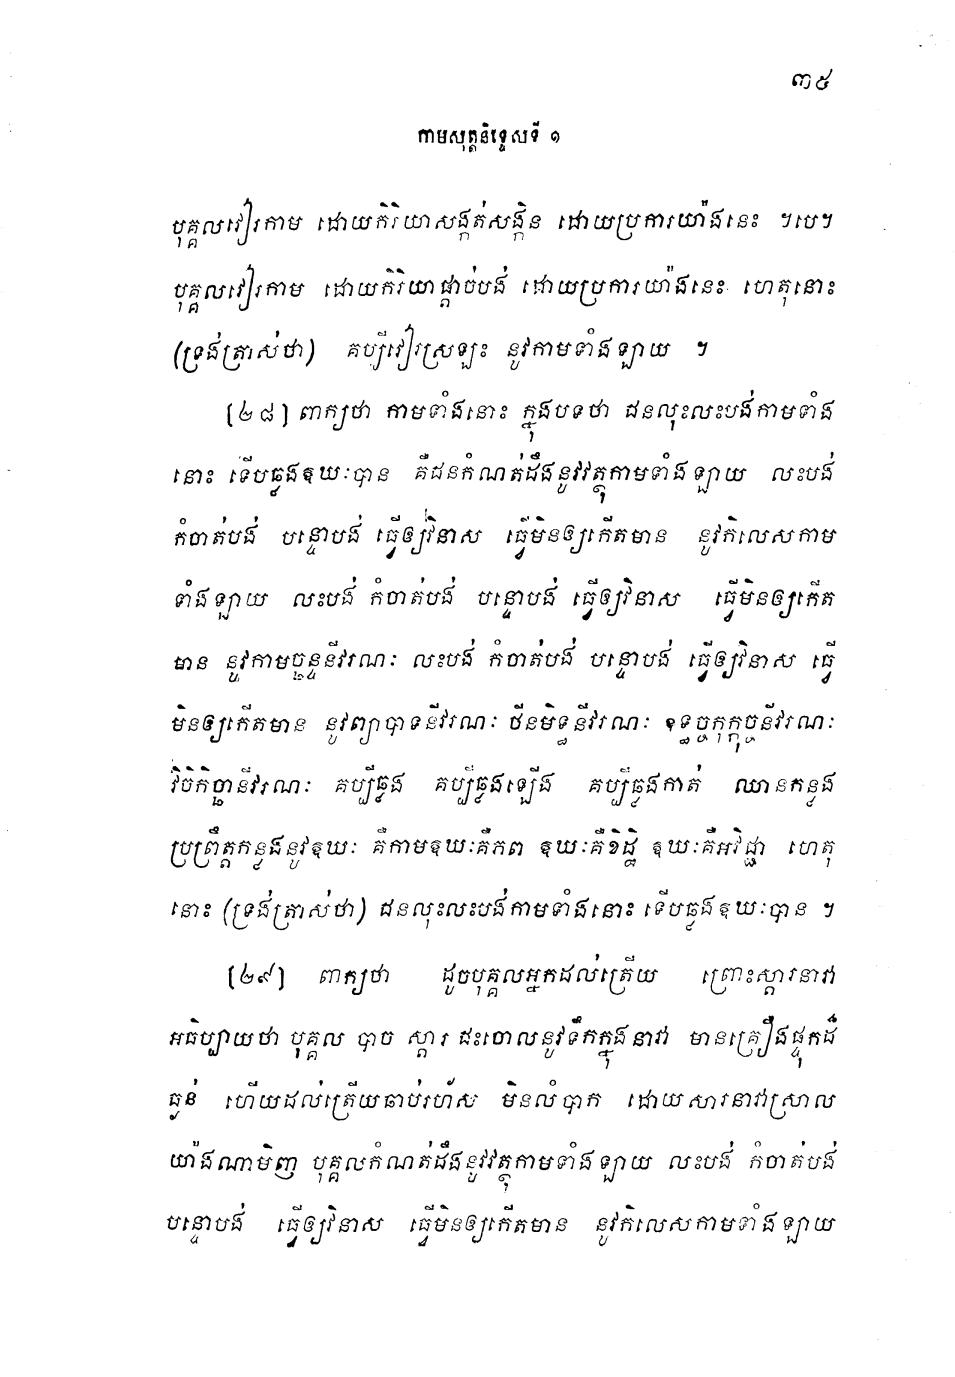 ៣៥
កាមសុត្តនិទ្ទេសទី ១
បុគ្គលវៀរកាម ដោយកិរិយាសង្កត់សង្កិន ដោយប្រការយ៉ាងនេះ ។បេ។
បុគ្គលវៀរកាម ដោយកិរិយាផ្តាច់បង់ ដោយប្រការយ៉ាងនេះ ហេតុនោះ
(ទ្រង់ត្រាស់ថា) គប្បីវៀរស្រឡះ នូវកាមទាំងឡាយ ។
[២៨] ពាក្យថា កាមទាំងនោះ ក្នុងបទថា ជនលុះលះបង់កាមទាំង
នោះ ទើបឆ្លងឱឃៈបាន គឺជនកំណត់ដឹងនូវវត្ថុកាមទាំងឡាយ លះបង់
កំចាត់បង់ បន្ទោបង់ ធ្វើឲ្យវិនាស ធ្វើមិនឲ្យកើតមាន នូវកិលេសកាម
ទាំងឡាយ លះបង់ កំចាត់បង់ បន្ទោបង់ ធ្វើឲ្យវិនាស ធ្វើមិនឲ្យកើត
មាន នូវកាមច្ឆន្ទនីវរណៈ លះបង់ កំចាត់បង់ បន្ទោបង់ ធ្វើឲ្យវិនាស ធ្វើ
មិនឲ្យកើតមាន នូវព្យាបាទនីវរណៈ ថីនមិទ្ធនីវរណៈ ឧទ្ធច្ចកុក្កុច្ចនីវរណៈ
វិចិកិច្ឆានីវរណៈ គប្បីឆ្លង គប្បីឆ្លងឡើង គប្បីឆ្លងកាត់ ឈានកន្លង
ប្រព្រឹត្តកន្លងនូវឱឃៈ គឺកាមឱឃៈគឺភព ឱឃៈគឺទិដ្ឋិ ឱឃៈគឺអវិជ្ជា ហេតុ
នោះ (ទ្រង់ត្រាស់ថា) ជនលុះលះបង់កាមទាំងនោះ ទើបឆ្លងឱឃៈបាន ។
[២៩] ពាក្យថា ដូចបុគ្គលអ្នកដល់ត្រើយ ព្រោះស្តារនាវា
អធិប្បាយថា បុគ្គល បាច ស្តារ ជះចោលនូវទឹកក្នុងនាវា មានគ្រឿងផ្ទុកដ៏
ធ្ងន់ ហើយដល់ត្រើយឆាប់រហ័ស មិនលំបាក ដោយសារនាវាស្រាល
យ៉ាងណាមិញ បុគ្គលកំណត់ដឹងនូវវត្ថុកាមទាំងឡាយ លះបង់ កំចាត់បង់
បន្ទោបង់ ធ្វើឲ្យវិនាស ធ្វើមិនឲ្យកើតមាន នូវកិលេសកាមទាំងឡាយ